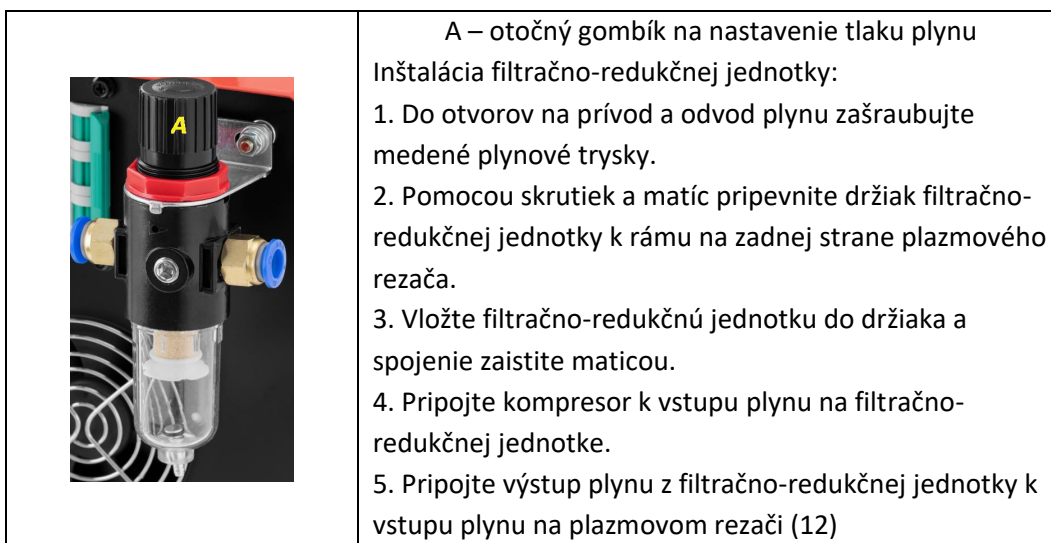 A – otočný gombík na nastavenie tlaku plynu
Inštalácia filtračno-redukčnej jednotky:
1. Do otvorov na prívod a odvod plynu zašraubujte
medené plynové trysky.
2. Pomocou skrutiek a matíc pripevnite držiak filtračno-
redukčnej jednotky k rámu na zadnej strane plazmového
rezača.
3. Vložte filtračno-redukčnú jednotku do držiaka a
spojenie zaistite maticou.
4. Pripojte kompresor k vstupu plynu na filtračno-
redukčnej jednotke.
5. Pripojte výstup plynu z filtračno-redukčnej jednotky k
vstupu plynu na plazmovom rezači (12)
A